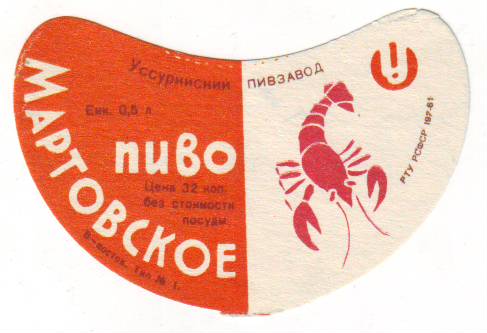 Уссурийский ПИВЗАВОД
МАРТОВСКОЕ
Емк. 0,5 л
пиво
Цена 32 коп.
без стоимости
посуды.
В-восток. Тип № 1.
РТУ РСФСР 197-61